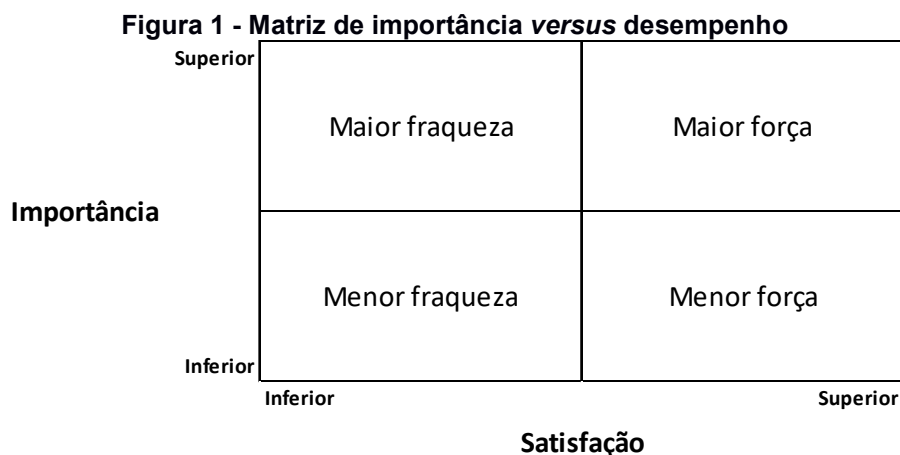 Figura 1 - Matriz de importância versus desempenho
Superior
Maior fraqueza
Maior força
Importância
Menor fraqueza
Menor força
Inferior
Inferior
Superior
Satisfação